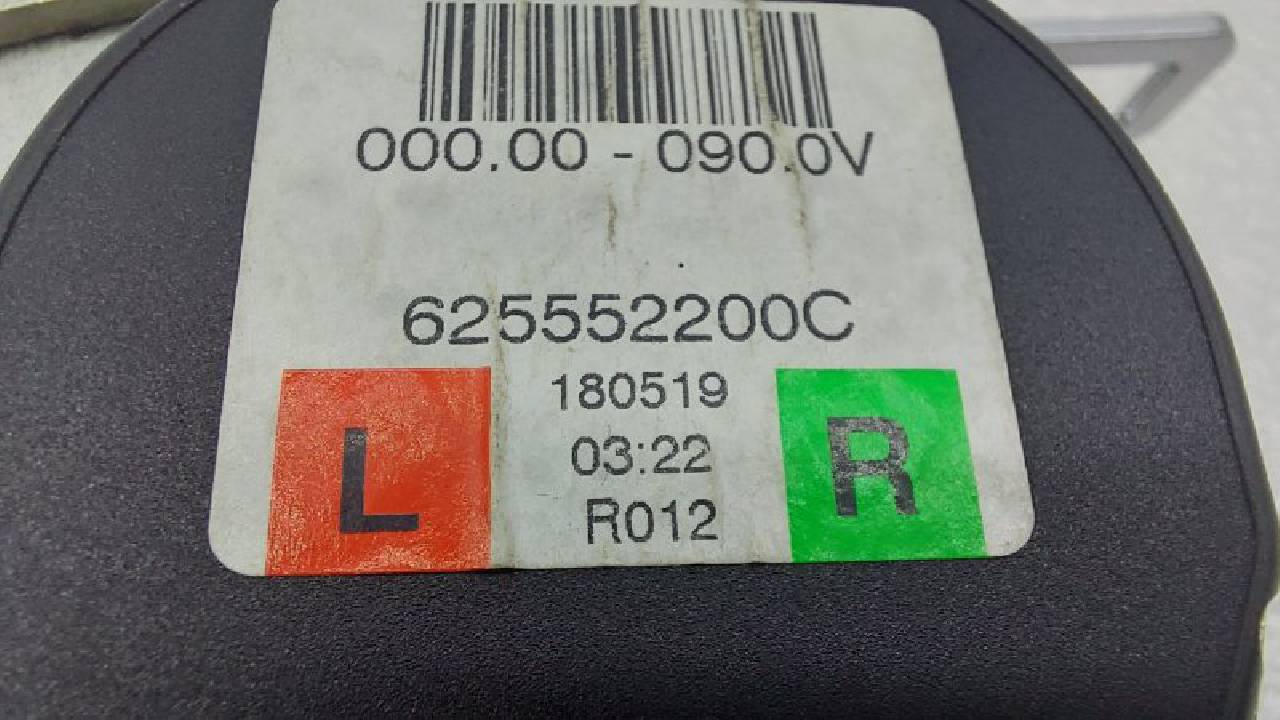 000.00 - 090.0V
625552200C
180519
03:22
L R
R012